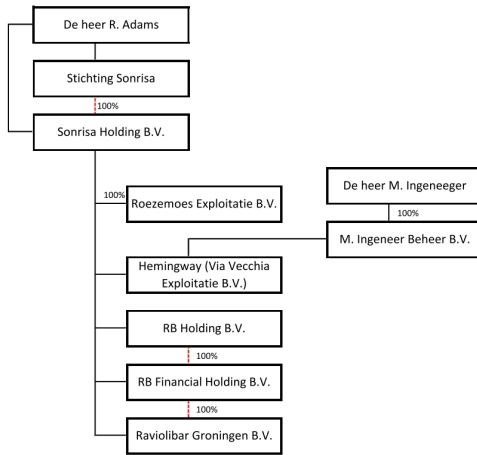 De heer R. Adams
Stichting Sonrisa
100%
Sonrisa Holding B.V.
100%
Roezemoes Exploitatie B.V.
De heer M. Ingeneeger
100%
M. Ingeneer Beheer B.V.
Hemingway (Via Vecchia
Exploitatie B.V.)
RB Holding B.V.
100%
RB Financial Holding B.V.
100%
Raviolibar Groningen B.V.